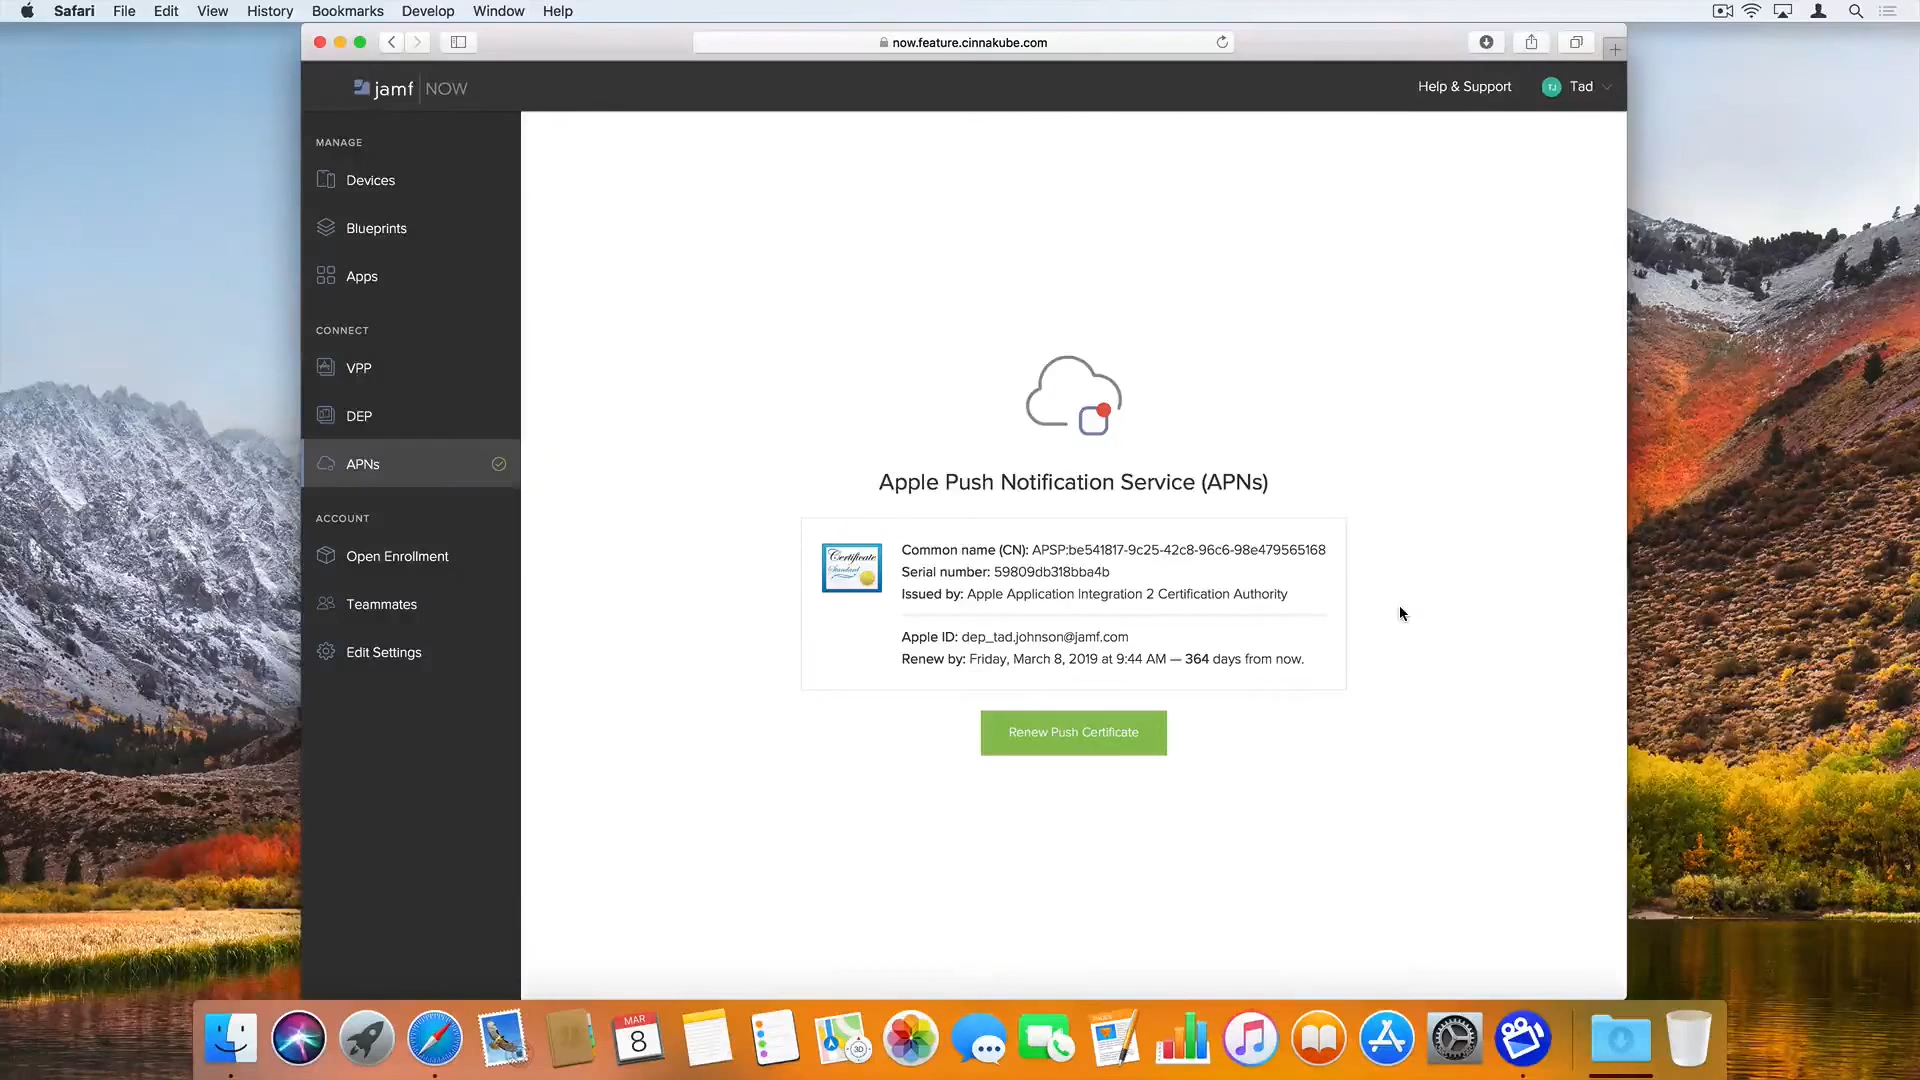 Safari File Edit View History Bookmarks Develop Window Help
now.feature.cinnakube.com
jamf NOW
Help & Support
TJ Tad
MANAGE
Devices
Blueprints
Apps
CONNECT
VPP
DEP
APNs
ACCOUNT
Open Enrollment
Teammates
Edit Settings
Apple Push Notification Service (APNs)
Certificate
Standard
Common name (CN): APSP:be541817-9c25-42c8-96c6-98e479565168
Serial number: 59809db318bba4b
Issued by: Apple Application Integration 2 Certification Authority
Apple ID: dep_tad.johnson@jamf.com
Renew by: Friday, March 8, 2019 at 9:44 AM — 364 days from now.
Renew Push Certificate
MAR
8
3D